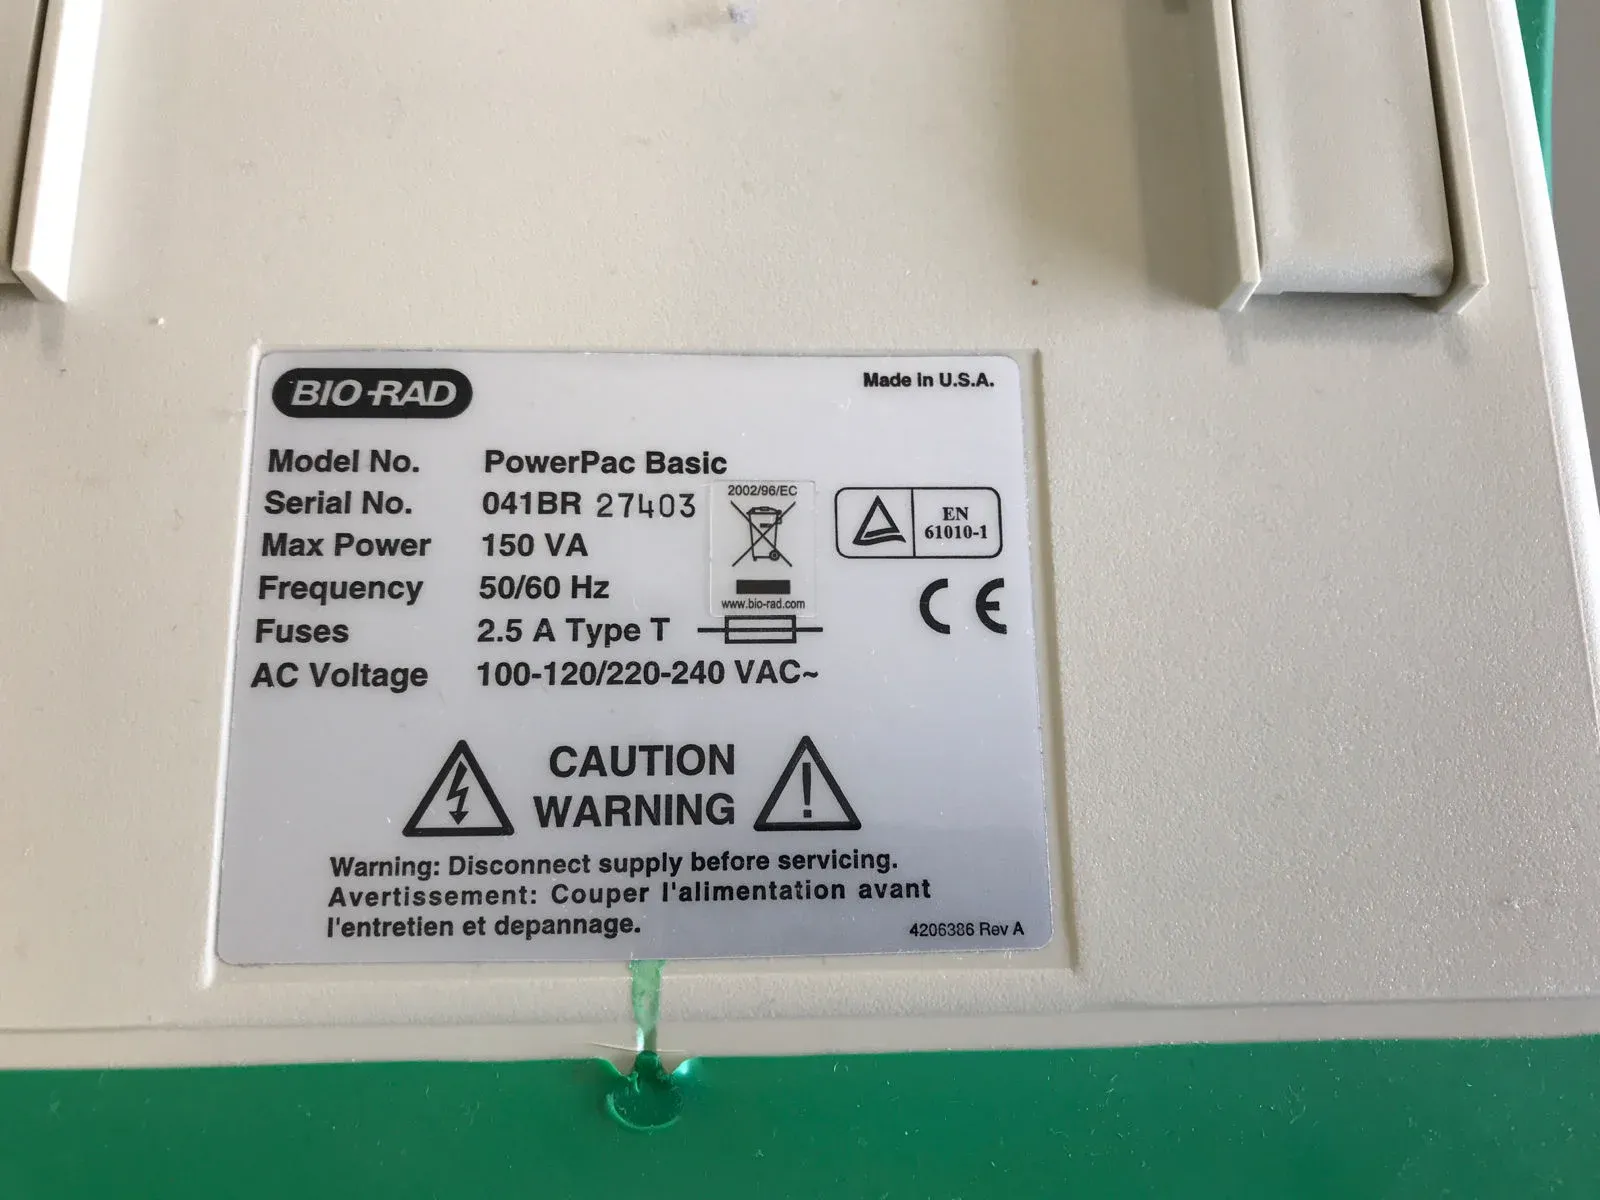 BIO-RAD
Made in U.S.A.
Model No. PowerPac Basic
Serial No. 041BR 27403
Max Power 150 VA
Frequency 50/60 Hz
Fuses 2.5 A Type T
AC Voltage 100-120/220-240 VAC~
2002/96/EC
www.bio-rad.com
EN
61010-1
CE
CAUTION
WARNING
Warning: Disconnect supply before servicing.
Avertissement: Couper l'alimentation avant
l'entretien et depannage.
4206386 Rev A